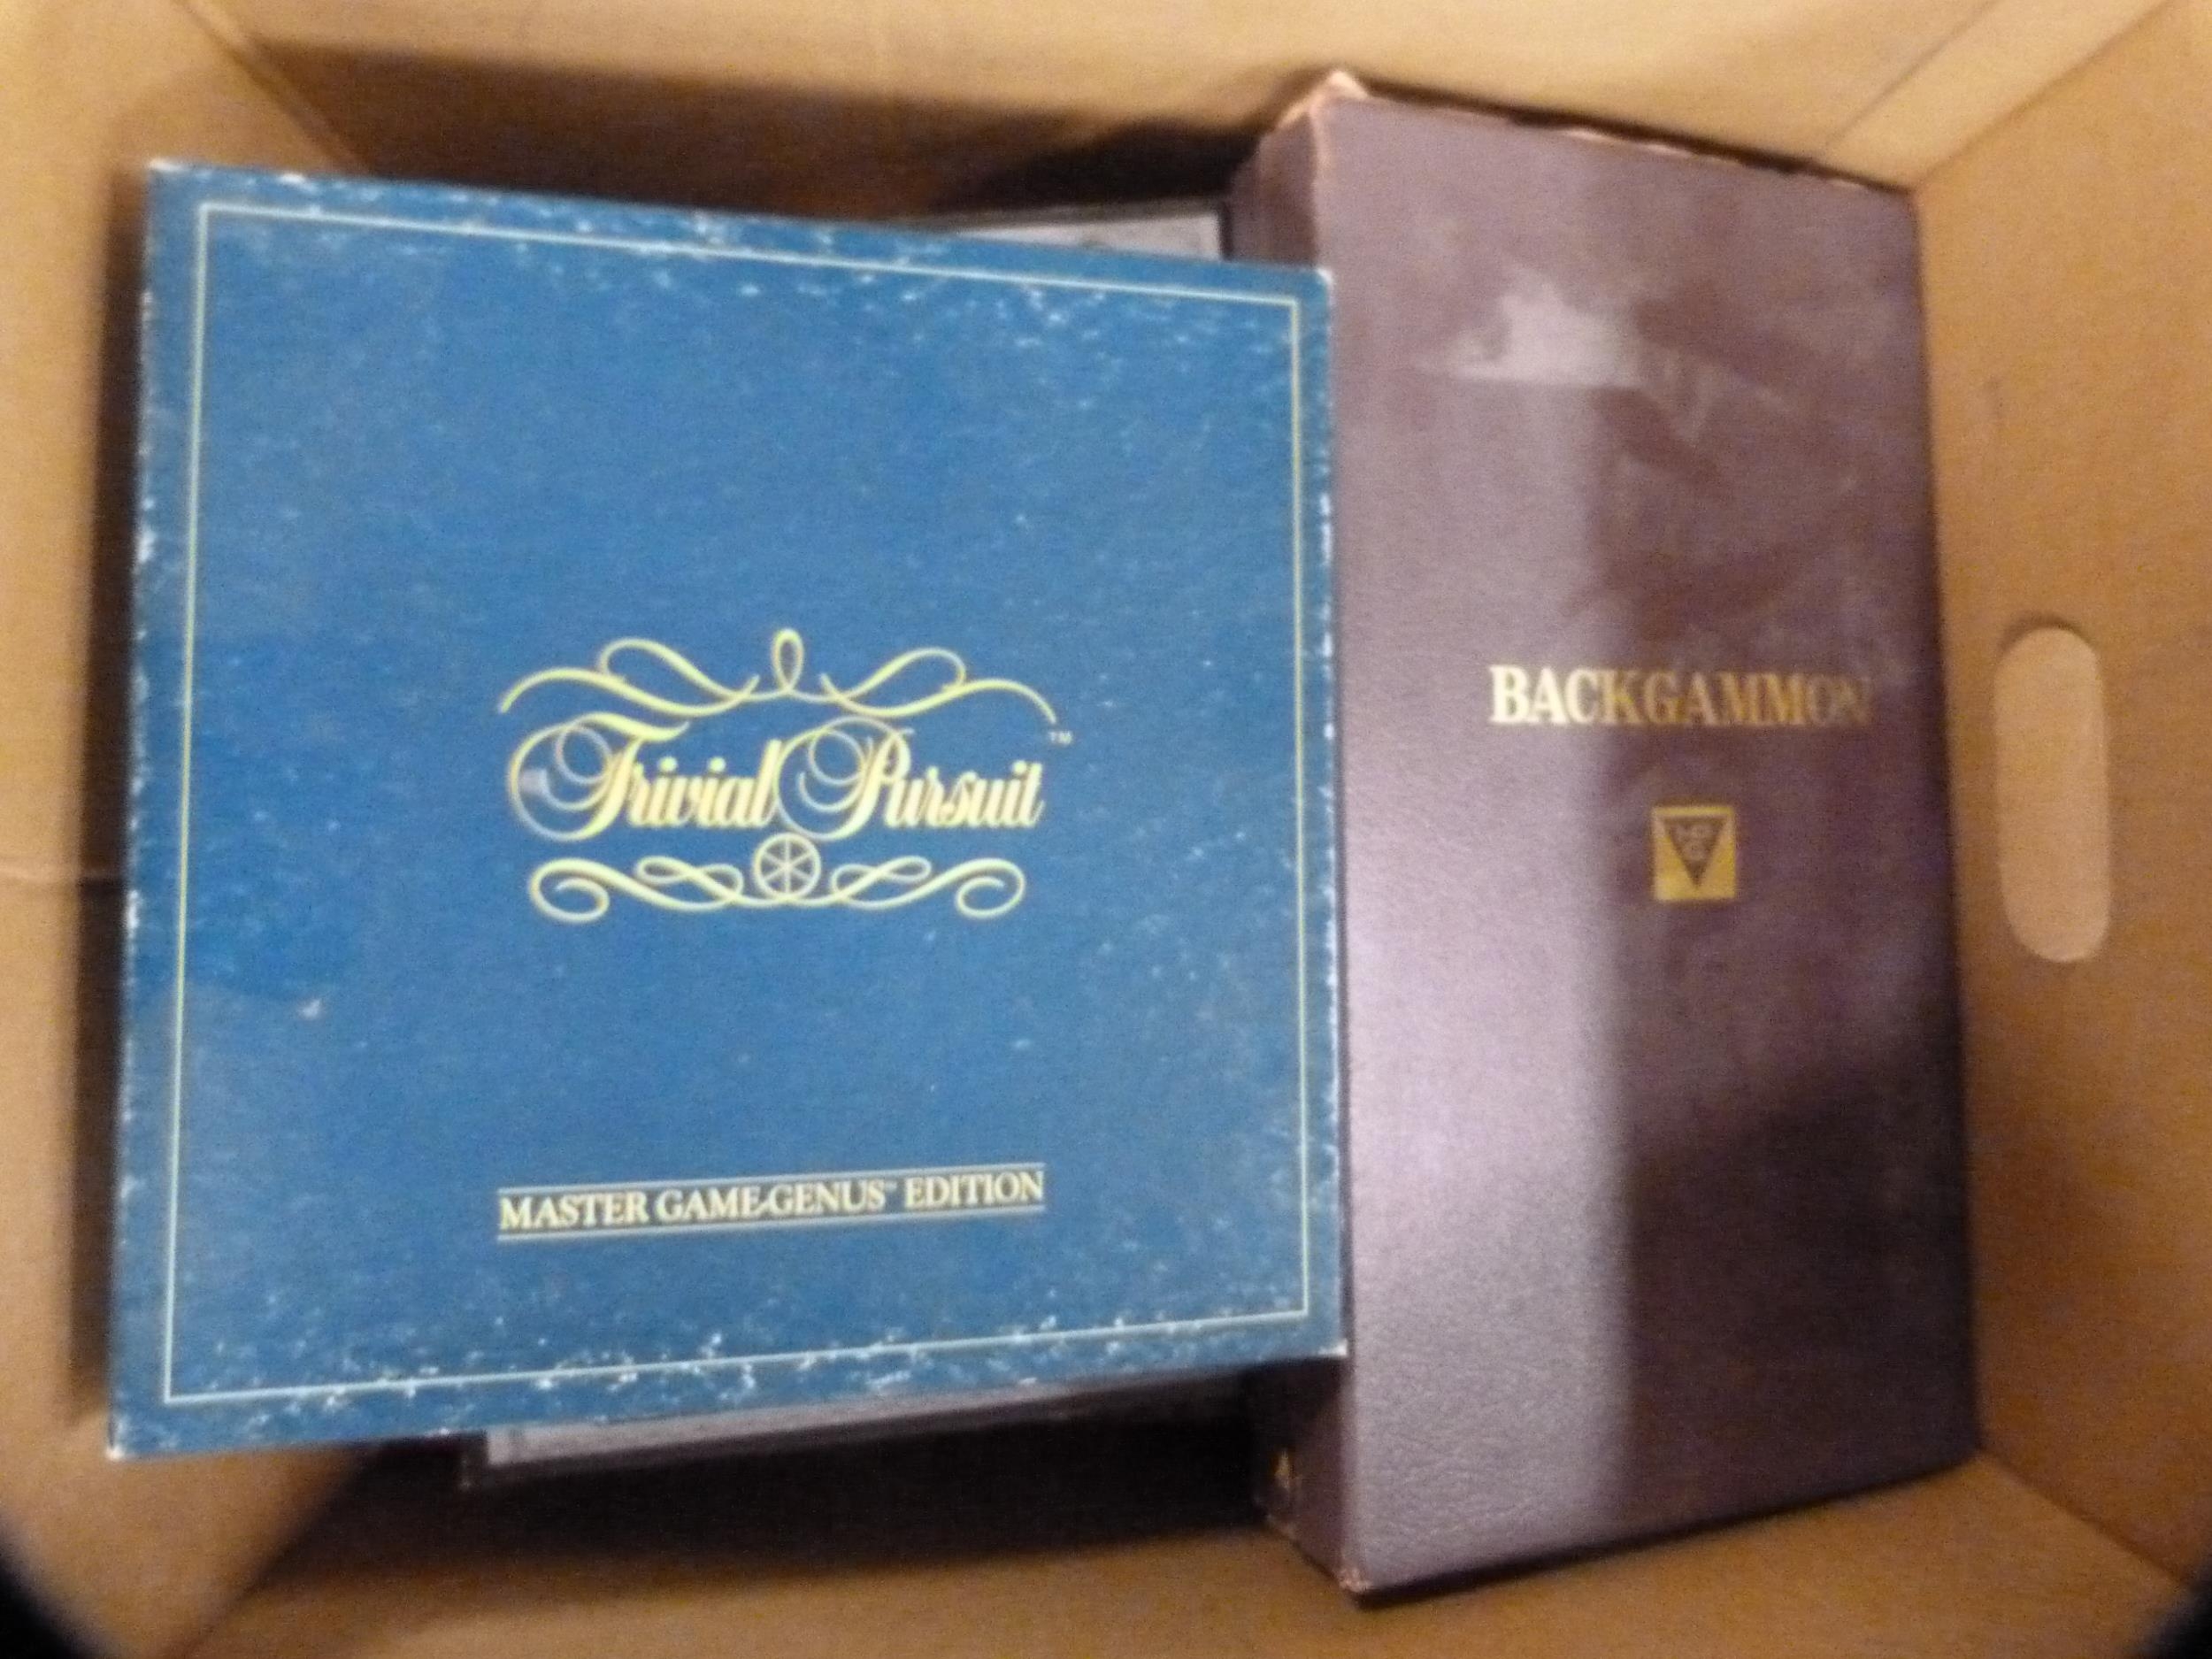 Trivial Pursuit™
MASTER GAME-GENUS™ EDITION
BACKGAMMON